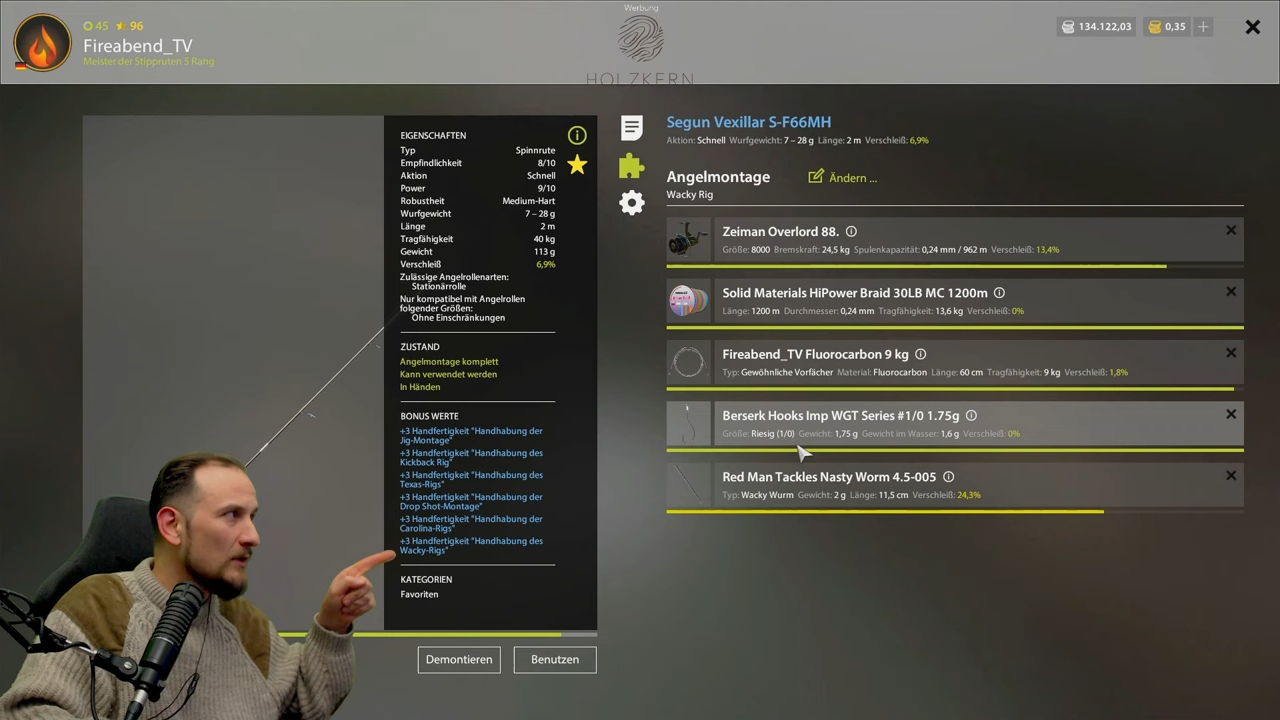 45 96
Fireabend_TV
Meister der Stippruten 5 Rang
Werbung
HOLZKERN
134.122,03
0,35
EIGENSCHAFTEN
Typ Spinnrute
Empfindlichkeit 8/10
Aktion Schnell
Power 9/10
Robustheit Medium-Hart
Wurfgewicht 7 – 28 g
Länge 2 m
Tragfähigkeit 40 kg
Gewicht 113 g
Verschleiß 6,9%
Zulässige Angelrollenarten:
Stationärrolle
Nur kompatibel mit Angelrollen
folgender Größen:
Ohne Einschränkungen
ZUSTAND
Angelmontage komplett
Kann verwendet werden
In Händen
BONUS WERTE
+3 Handfertigkeit "Handhabung der
Jig-Montage"
+3 Handfertigkeit "Handhabung des
Kickback Rig"
+3 Handfertigkeit "Handhabung des
Texas-Rigs"
+3 Handfertigkeit "Handhabung der
Drop Shot-Montage"
+3 Handfertigkeit "Handhabung der
Carolina-Rigs"
+3 Handfertigkeit "Handhabung des
Wacky-Rigs"
KATEGORIEN
Favoriten
Demontieren
Benutzen
Segun Vexillar S-F66MH
Aktion: Schnell Wurfgewicht: 7 – 28 g Länge: 2 m Verschleiß: 6,9%
Angelmontage Ändern ...
Wacky Rig
Zeiman Overlord 88.
Größe: 8000 Bremskraft: 24,5 kg Spulenkapazität: 0,24 mm / 962 m Verschleiß: 13,4%
Solid Materials HiPower Braid 30LB MC 1200m
Länge: 1200 m Durchmesser: 0,24 mm Tragfähigkeit: 13,6 kg Verschleiß: 0%
Fireabend_TV Fluorocarbon 9 kg
Typ: Gewöhnliche Vorfächer Material: Fluorocarbon Länge: 60 cm Tragfähigkeit: 9 kg Verschleiß: 1,8%
Berserk Hooks Imp WGT Series #1/0 1.75g
Größe: Riesig (1/0) Gewicht: 1,75 g Gewicht im Wasser: 1,6 g Verschleiß: 0%
Red Man Tackles Nasty Worm 4.5-005
Typ: Wacky Wurm Gewicht: 2 g Länge: 11,5 cm Verschleiß: 24,3%